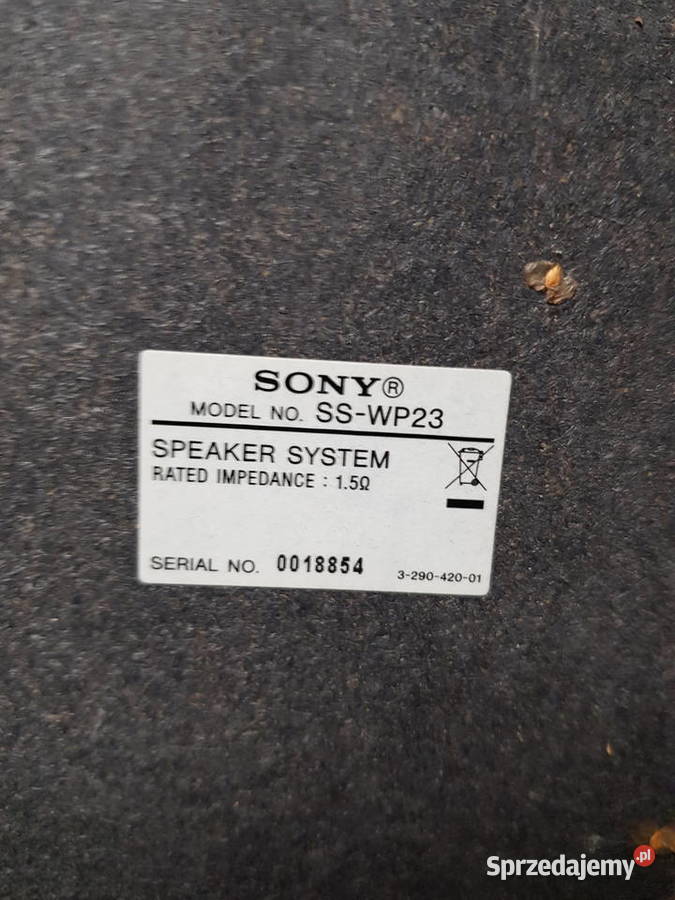 SONY®
MODEL NO. SS-WP23
SPEAKER SYSTEM
RATED IMPEDANCE : 1.5Ω
SERIAL NO. 0018854
3-290-420-01
Sprzedajemy.pl